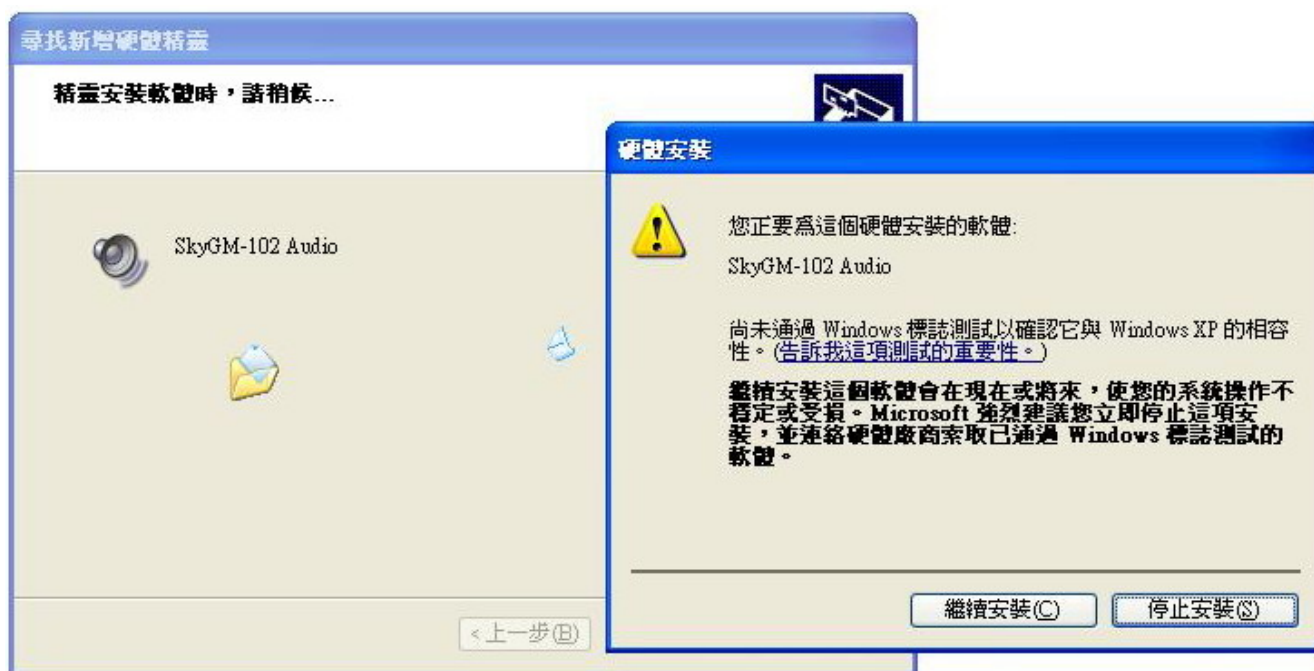 尋找新增硬體精靈
精靈安裝軟體時，請稍候...
SkyGM-102 Audio
<上一步(B)
硬體安裝
您正要為這個硬體安裝的軟體:
SkyGM-102 Audio
尚未通過 Windows 標誌測試以確認它與 Windows XP 的相容
性。(告訴我這項測試的重要性。)
繼續安裝這個軟體會在現在或將來，使您的系統操作不
穩定或受損。Microsoft 強烈建議您立即停止這項安
裝，並連絡硬體廠商索取已通過 Windows 標誌測試的
軟體。
繼續安裝(C)
停止安裝(S)